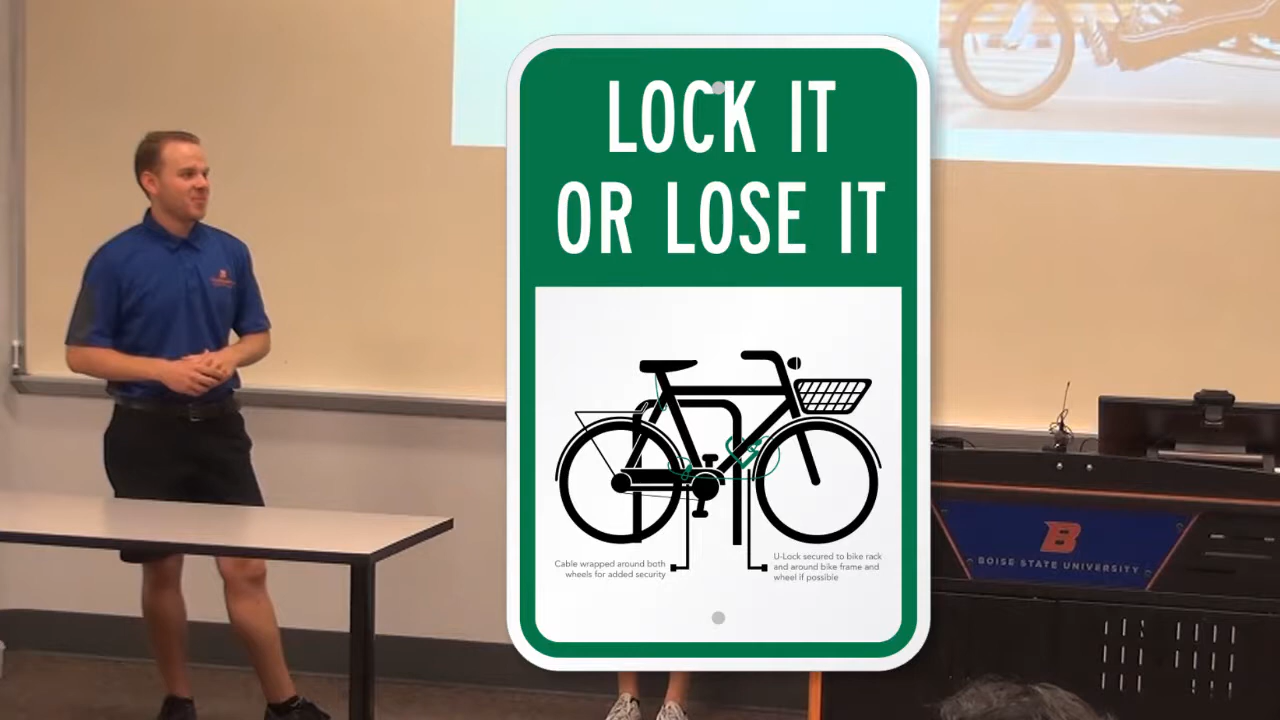 LOCK IT
OR LOSE IT
Cable wrapped around both
wheels for added security
U-Lock secured to bike rack
and around bike frame and
wheel if possible
B
BOISE STATE UNIVERSITY